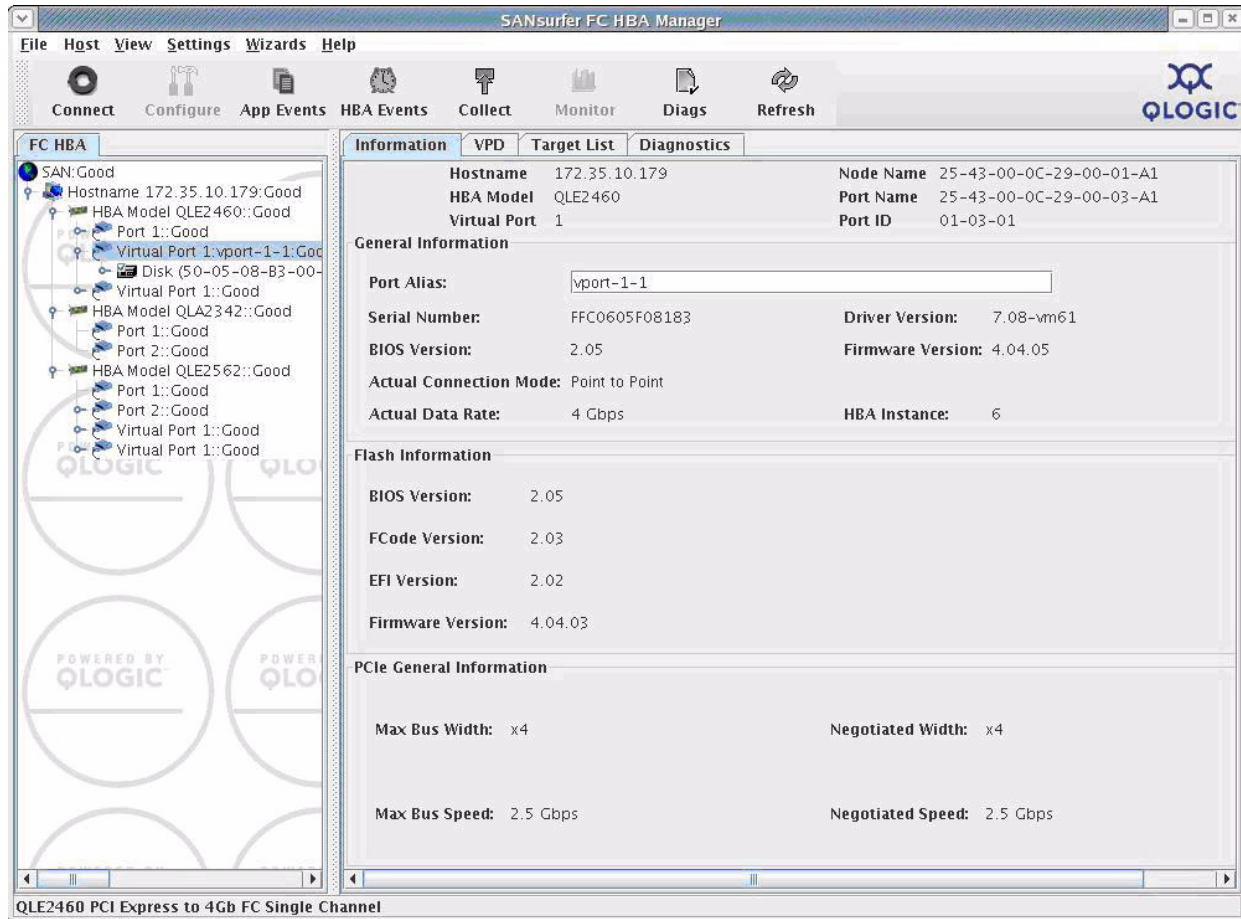 SANsurfer FC HBA Manager
File Host View Settings Wizards Help
Connect Configure App Events HBA Events Collect Monitor Diags Refresh
QLOGIC
FC HBA
SAN:Good
Hostname 172.35.10.179:Good
HBA Model QLE2460::Good
Port 1::Good
Virtual Port 1:vport-1-1:Goo
Disk (50-05-08-B3-00-
Virtual Port 1::Good
HBA Model QLA2342::Good
Port 1::Good
Port 2::Good
HBA Model QLE2562::Good
Port 1::Good
Port 2::Good
Virtual Port 1::Good
Virtual Port 1::Good
POWERED BY POWER
QLOGIC QLO
Information VPD Target List Diagnostics
Hostname 172.35.10.179 Node Name 25-43-00-0C-29-00-01-A1
HBA Model QLE2460 Port Name 25-43-00-0C-29-00-03-A1
Virtual Port 1 Port ID 01-03-01
General Information
Port Alias: vport-1-1
Serial Number: FFC0605F08183 Driver Version: 7.08-vm61
BIOS Version: 2.05 Firmware Version: 4.04.05
Actual Connection Mode: Point to Point
Actual Data Rate: 4 Gbps HBA Instance: 6
Flash Information
BIOS Version: 2.05
FCode Version: 2.03
EFI Version: 2.02
Firmware Version: 4.04.03
PCIe General Information
Max Bus Width: x4 Negotiated Width: x4
Max Bus Speed: 2.5 Gbps Negotiated Speed: 2.5 Gbps
QLE2460 PCI Express to 4Gb FC Single Channel